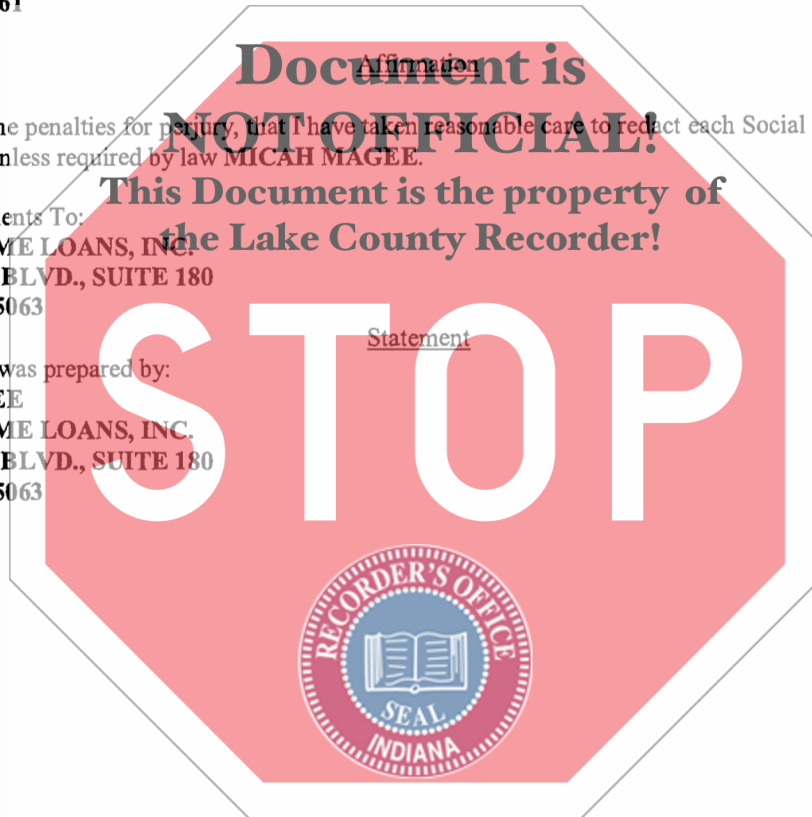 61
Document is
Affirmation
NOT OFFICIAL!
he penalties for perjury, that I have taken reasonable care to redact each Social
nless required by law MICAH MAGEE.
This Document is the property of
ents To:
the Lake County Recorder!
ME LOANS, INC.
BLVD., SUITE 180
5063
STOP
Statement
was prepared by:
EE
ME LOANS, INC.
BLVD., SUITE 180
5063
RECORDER'S OFFICE
SEAL
INDIANA